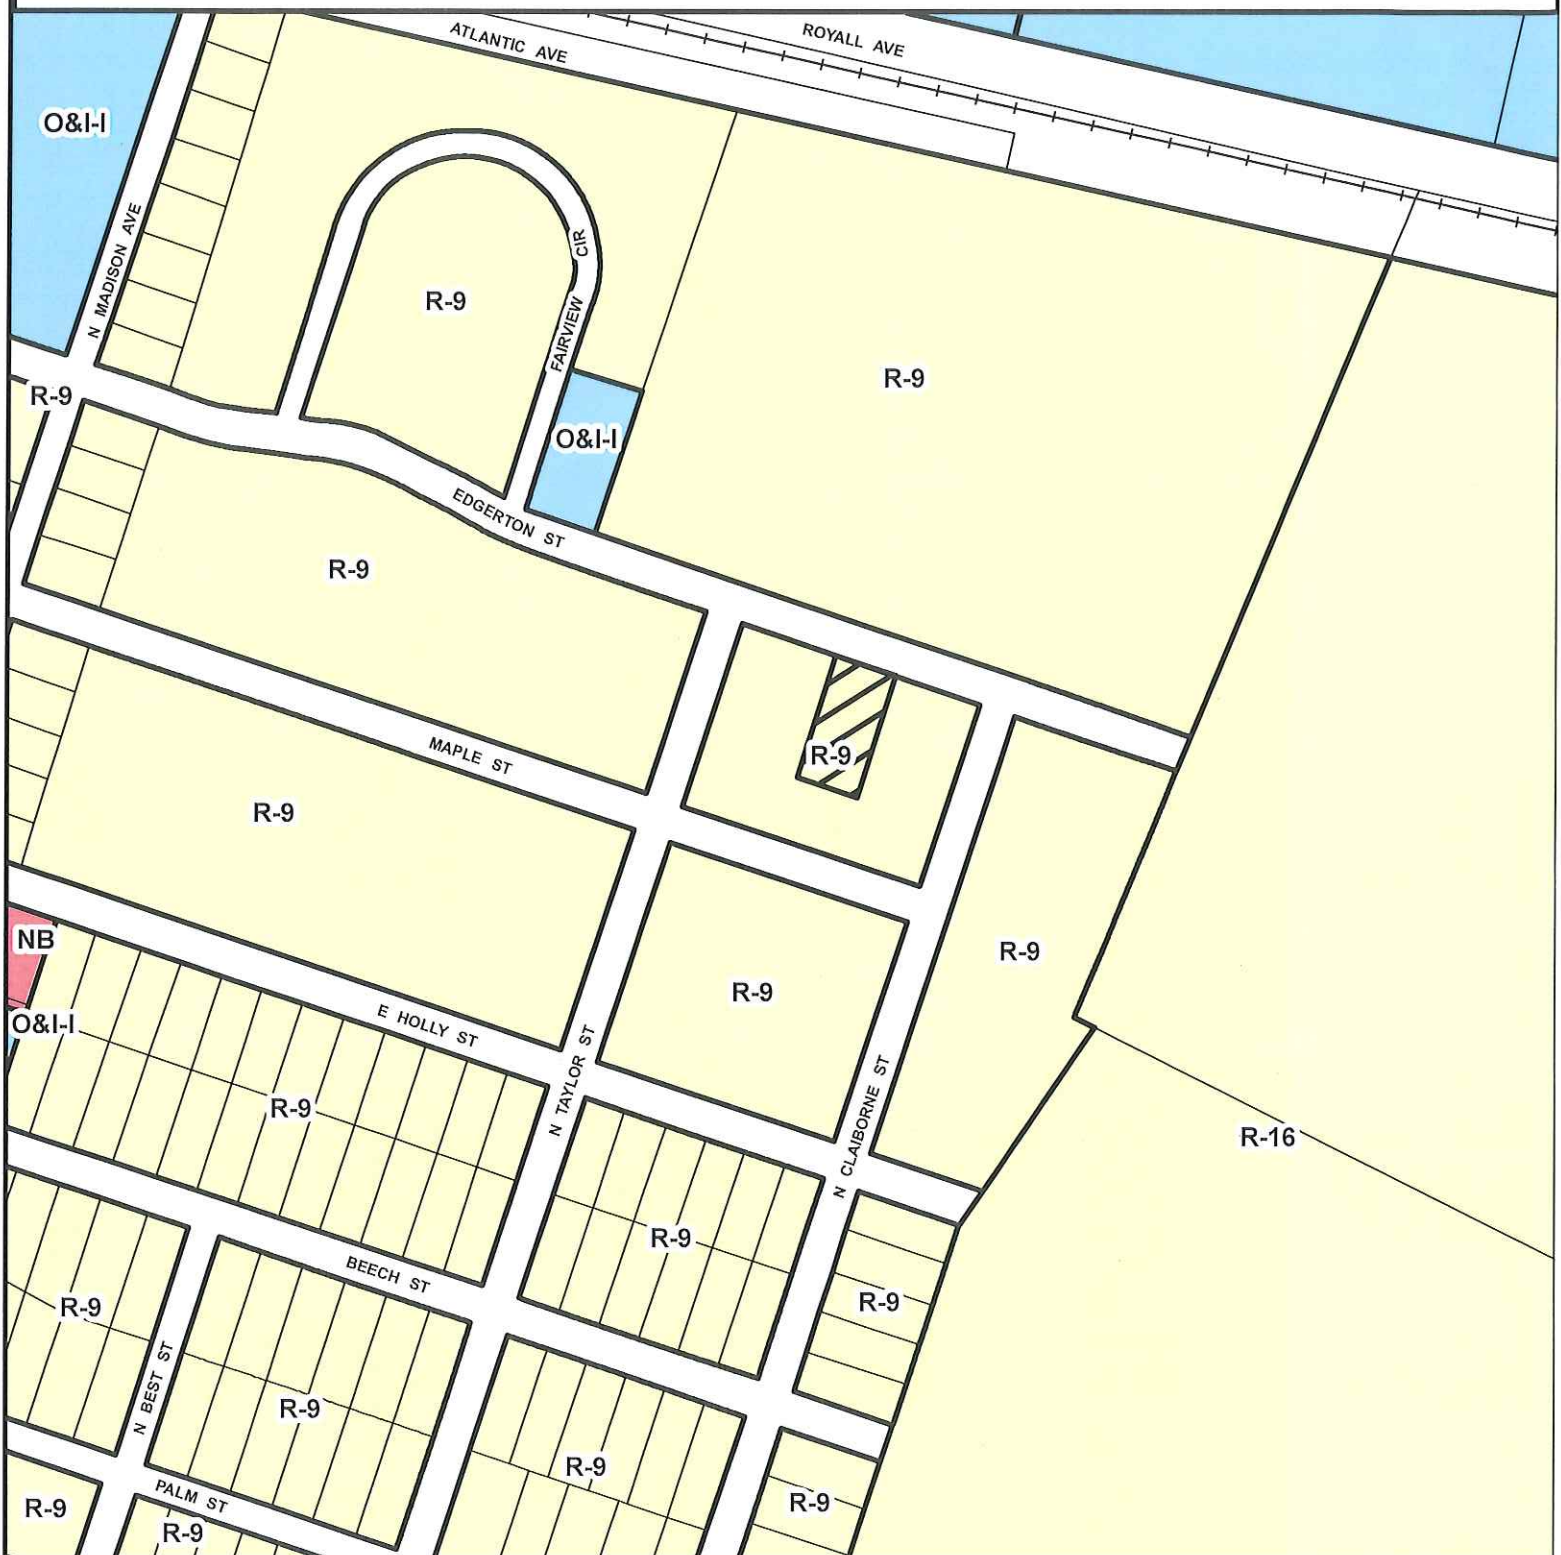 ATLANTIC AVE
ROYALL AVE
O&I-I
N MADISON AVE
FAIRVIEW CIR
R-9
R-9
R-9
O&I-I
EDGERTON ST
R-9
MAPLE ST
R-9
R-9
NB
R-9
R-9
O&I-I
E HOLLY ST
N TAYLOR ST
R-9
N CLAIBORNE ST
R-16
R-9
BEECH ST
R-9
R-9
N BEST ST
R-9
R-9
PALM ST
R-9
R-9
R-9